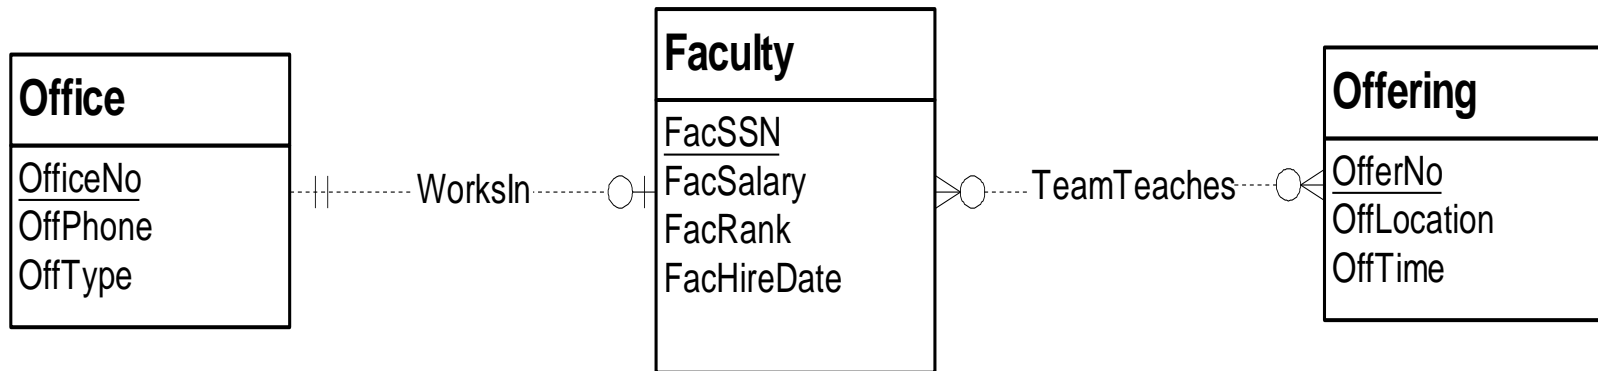 Office
OfficeNo
OffPhone
OffType
WorksIn
Faculty
FacSSN
FacSalary
FacRank
FacHireDate
TeamTeaches
Offering
OfferNo
OffLocation
OffTime